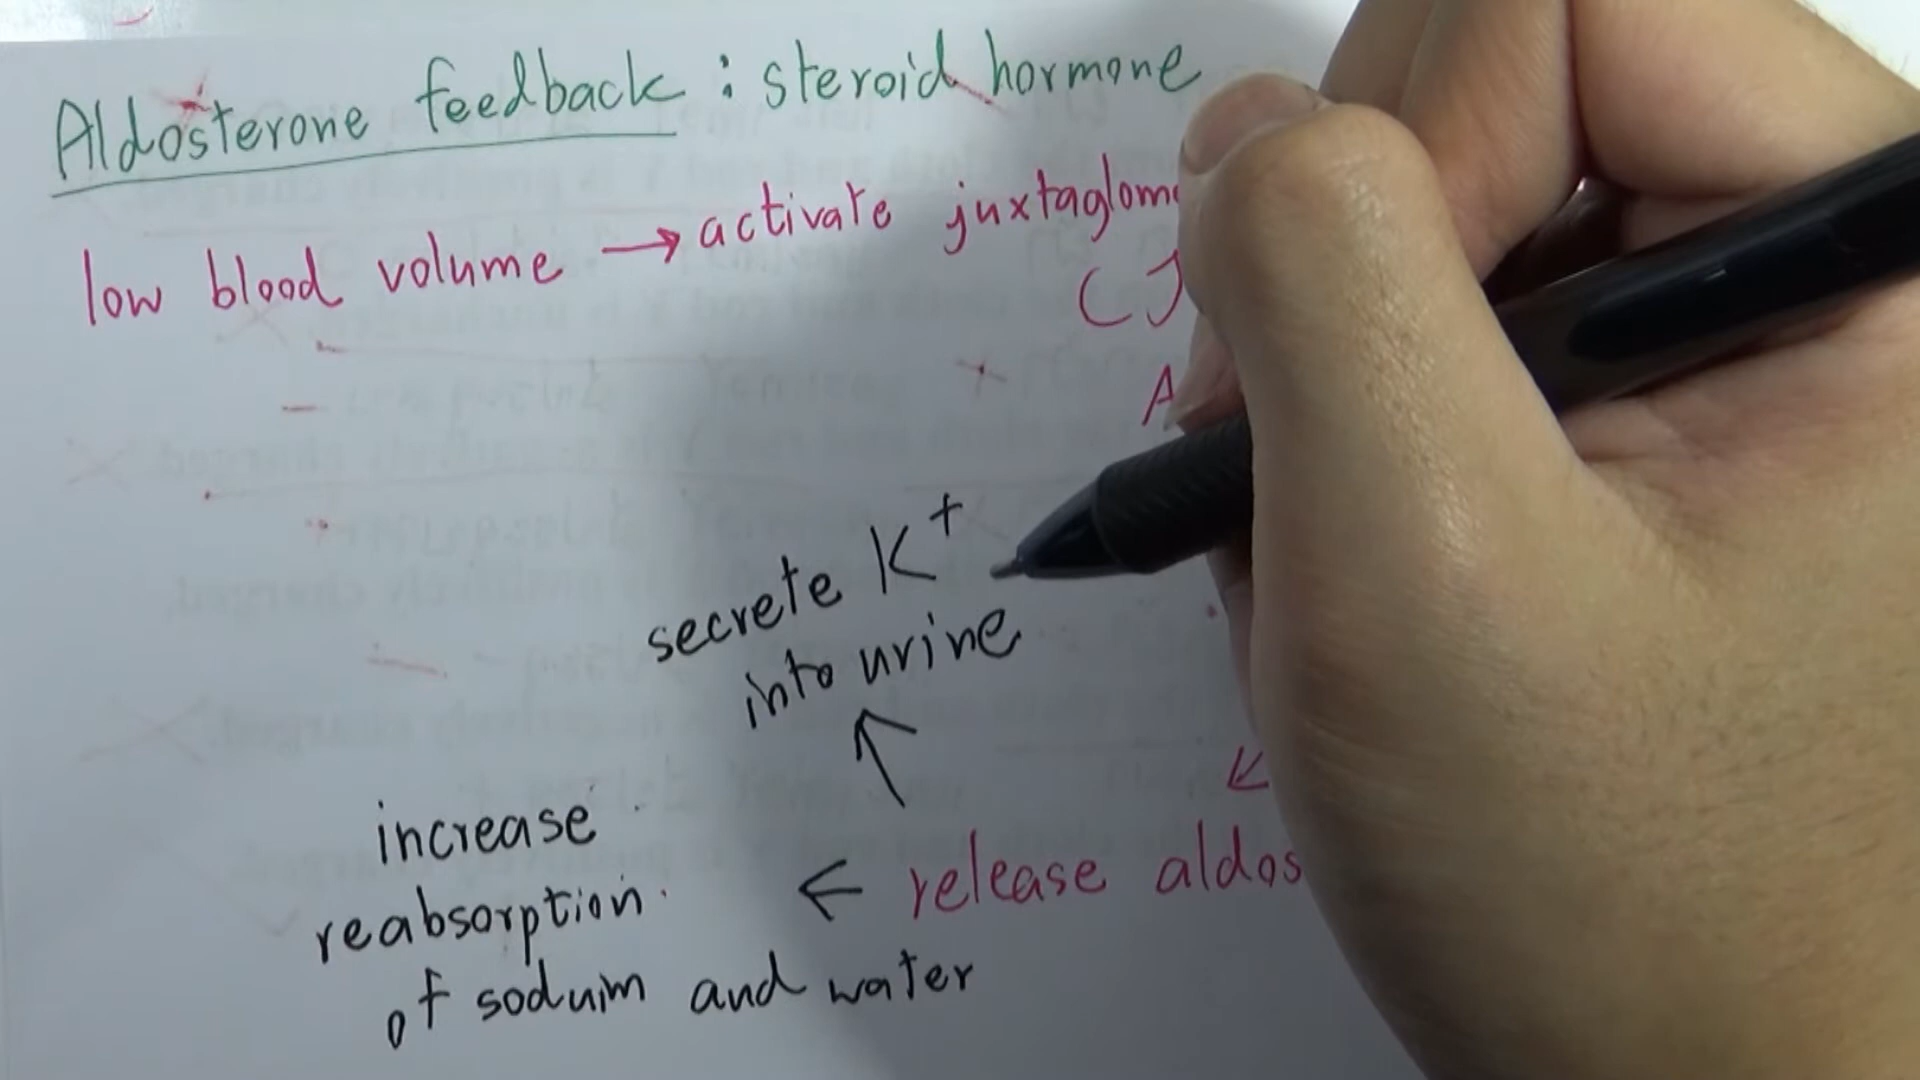 Aldosterone feedback : steroid hormone
low blood volume → activate juxtaglom
(J
A
secrete K⁺
into urine
increase
reabsorption
of soduim and water
← release aldos